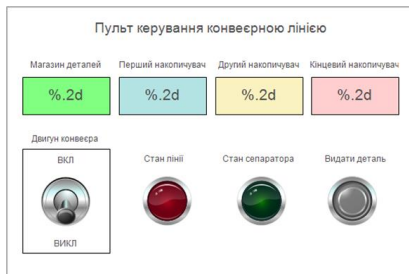 Пульт керування конвеєрною лінією
Магазин деталей Перший накопичувач Другий накопичувач Кінцевий накопичувач
%.2d %.2d %.2d %.2d
Двигун конвеєра
ВКЛ Стан лінії Стан сепаратора Видати деталь
ВИКЛ